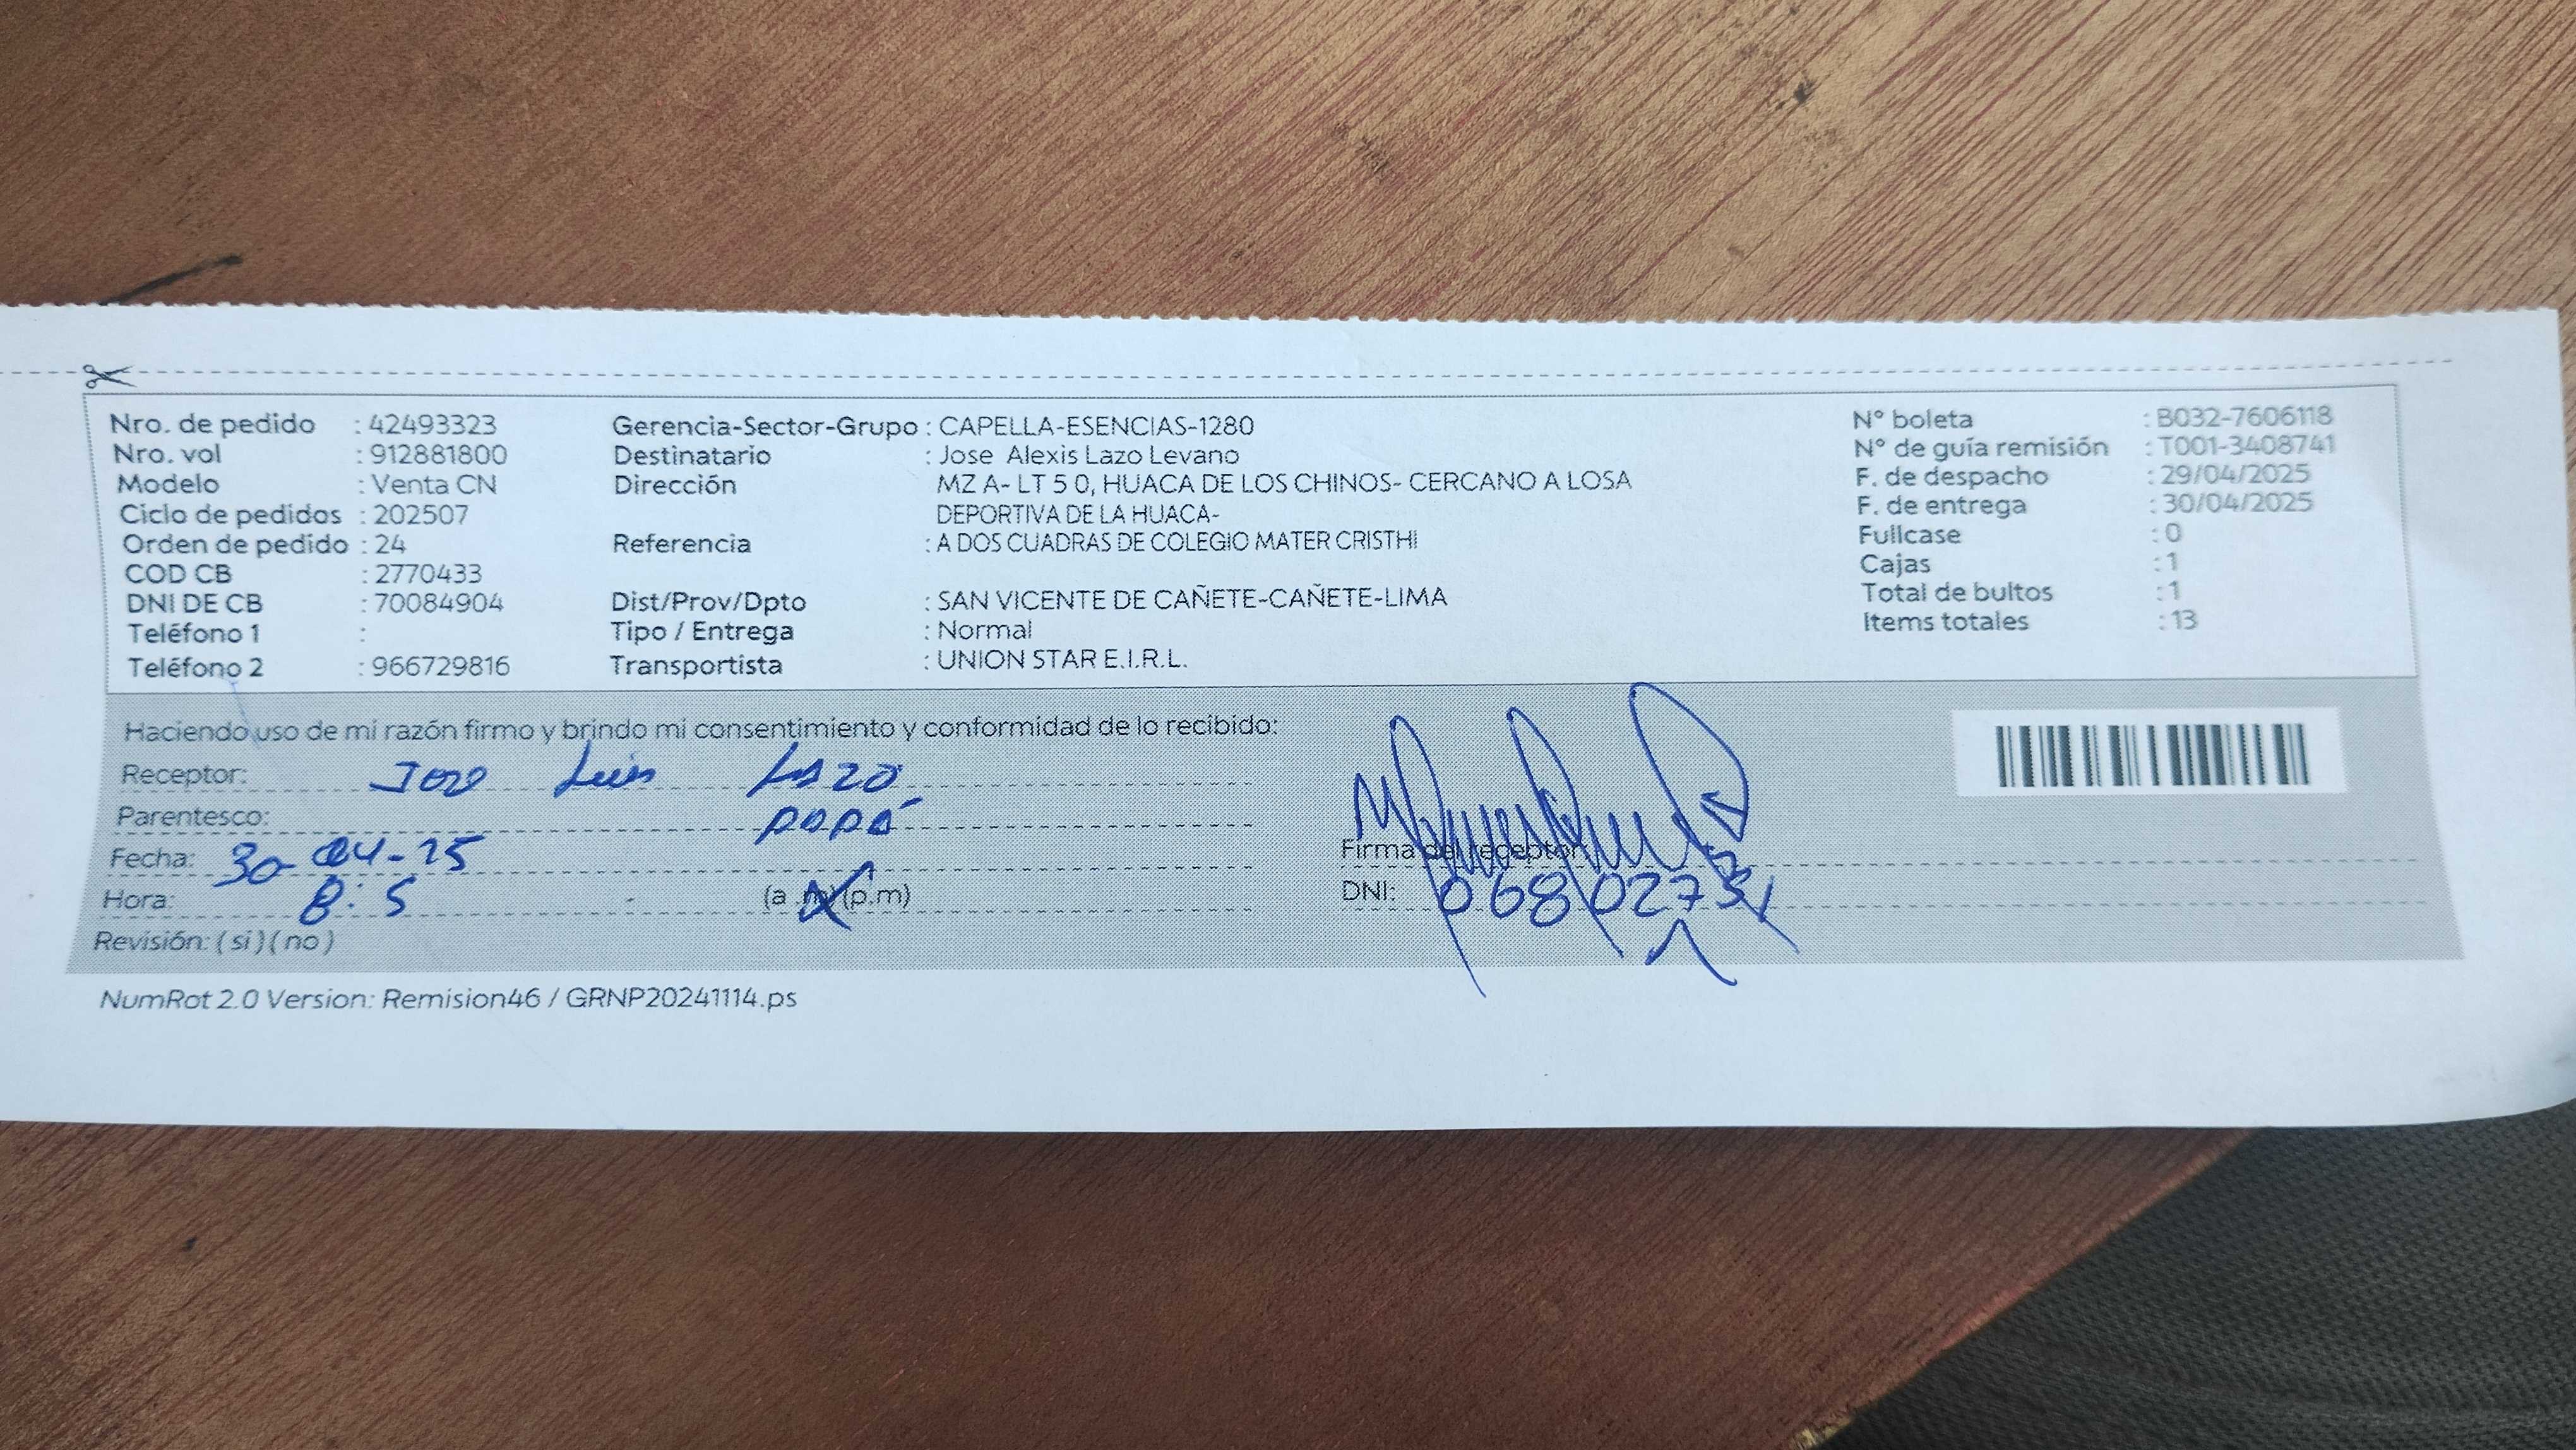 Nro. de pedido : 42493323 Gerencia-Sector-Grupo : CAPELLA-ESENCIAS-1280 N° boleta : B032-7606118
Nro. vol : 912881800 Destinatario : Jose Alexis Lazo Levano N° de guía remisión : T001-3408741
Modelo : Venta CN Dirección MZ A- LT 5 0, HUACA DE LOS CHINOS- CERCANO A LOSA F. de despacho : 29/04/2025
Ciclo de pedidos : 202507 DEPORTIVA DE LA HUACA- F. de entrega : 30/04/2025
Orden de pedido : 24 Referencia : A DOS CUADRAS DE COLEGIO MATER CRISTHI Fullcase : 0
COD CB : 2770433 Cajas : 1
DNI DE CB : 70084904 Dist/Prov/Dpto : SAN VICENTE DE CAÑETE-CAÑETE-LIMA Total de bultos : 1
Teléfono 1 : Tipo / Entrega : Normal Items totales : 13
Teléfono 2 : 966729816 Transportista : UNION STAR E.I.R.L.
Haciendo uso de mi razón firmo y brindo mi consentimiento y conformidad de lo recibido:
Receptor: Jose Luis Lazo
Parentesco: papá
Fecha: 30-04-25 Firma del receptor
Hora: 8:5 (a .m)(p.m) DNI:
Revisión: ( si )( no )
NumRot 2.0 Version: Remision46 / GRNP20241114.ps